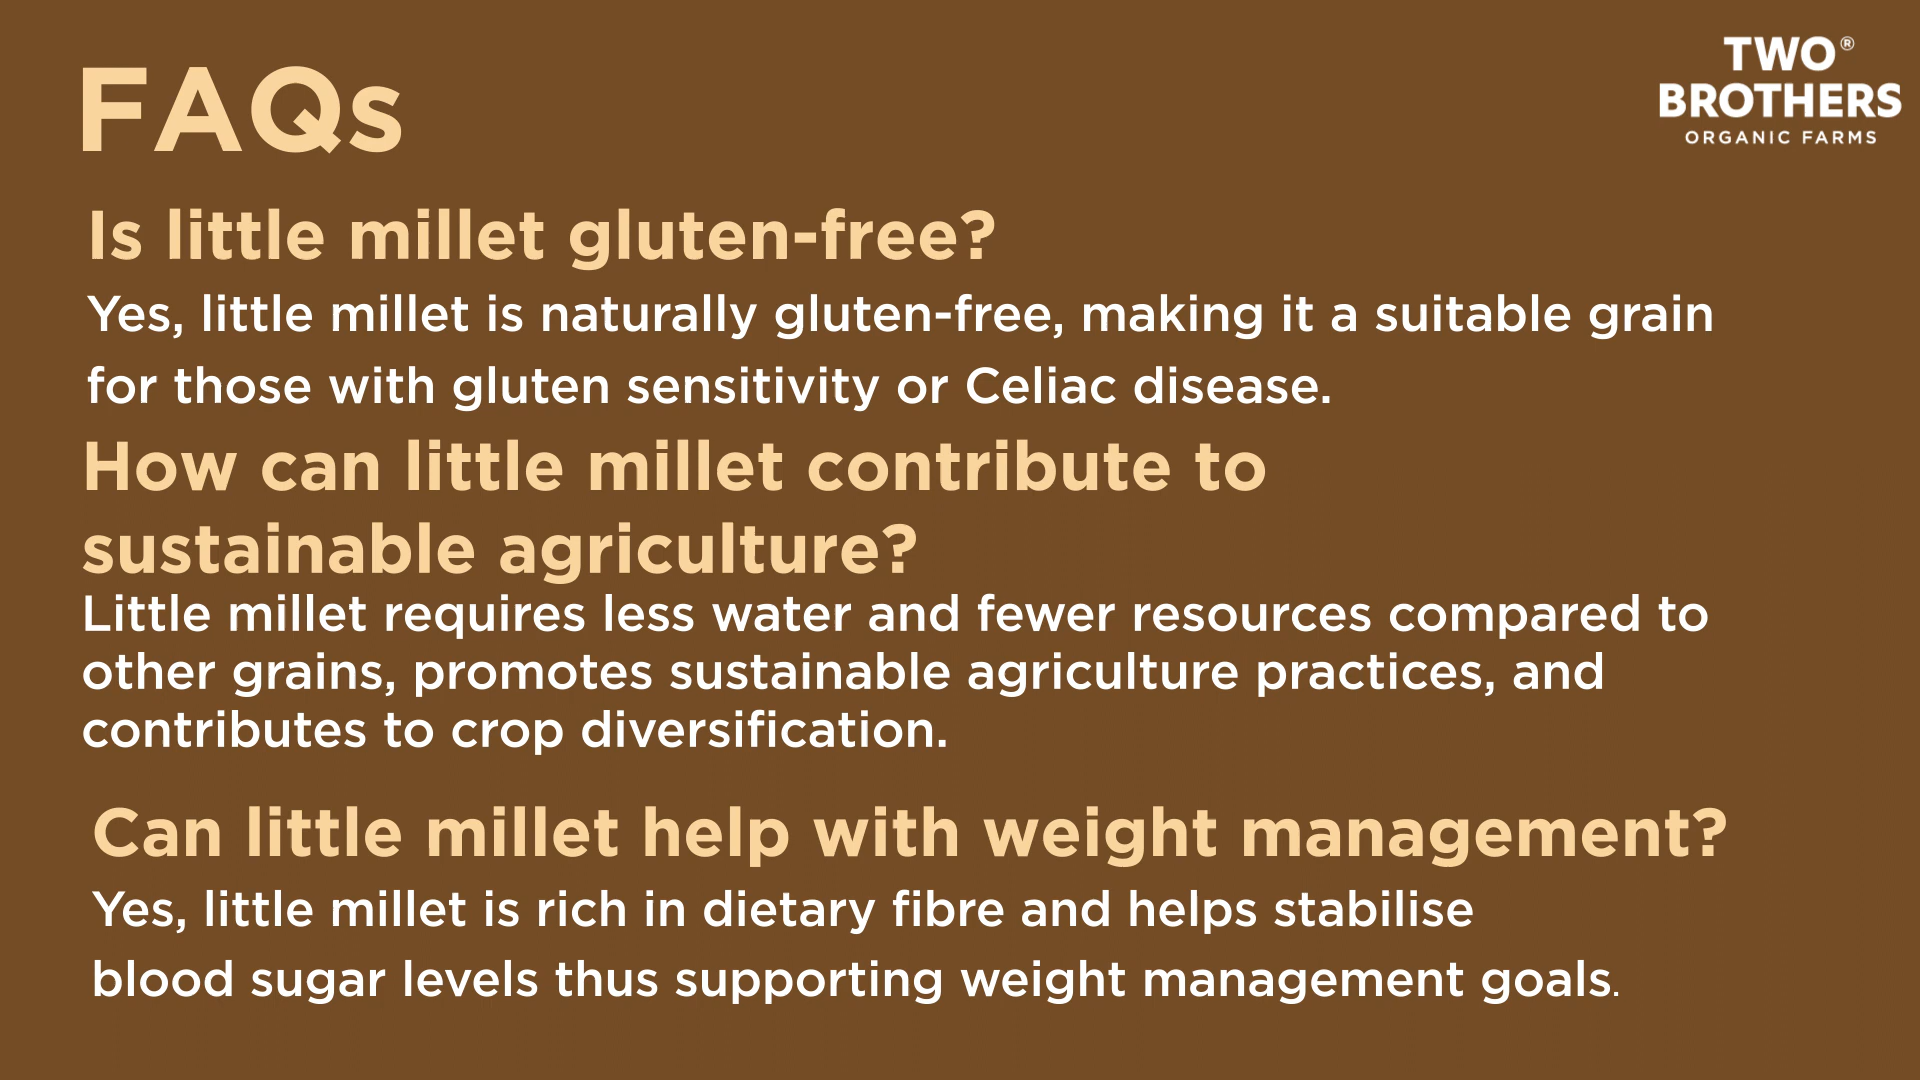 FAQs
TWO®
BROTHERS
ORGANIC FARMS
Is little millet gluten-free?
Yes, little millet is naturally gluten-free, making it a suitable grain
for those with gluten sensitivity or Celiac disease.
How can little millet contribute to
sustainable agriculture?
Little millet requires less water and fewer resources compared to
other grains, promotes sustainable agriculture practices, and
contributes to crop diversification.
Can little millet help with weight management?
Yes, little millet is rich in dietary fibre and helps stabilise
blood sugar levels thus supporting weight management goals.